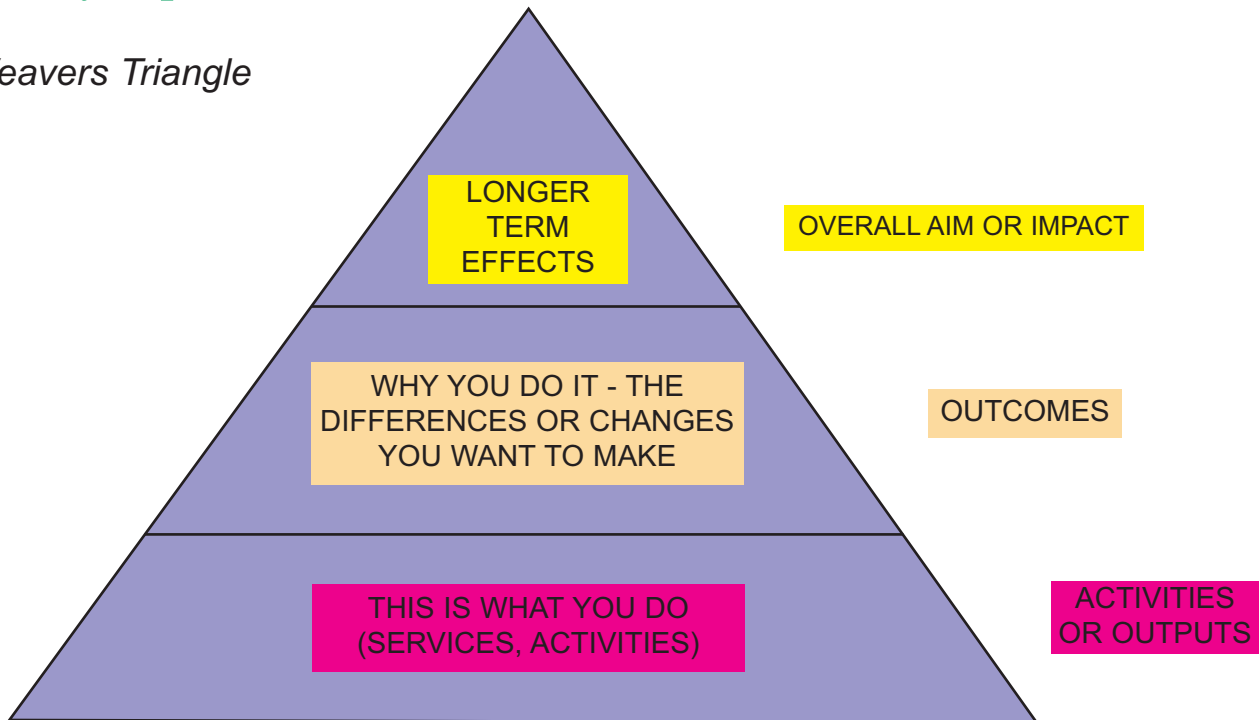 Triangle
LONGER
TERM
EFFECTS
OVERALL AIM OR IMPACT
WHY YOU DO IT - THE
DIFFERENCES OR CHANGES
YOU WANT TO MAKE
OUTCOMES
THIS IS WHAT YOU DO
(SERVICES, ACTIVITIES)
ACTIVITIES
OR OUTPUTS